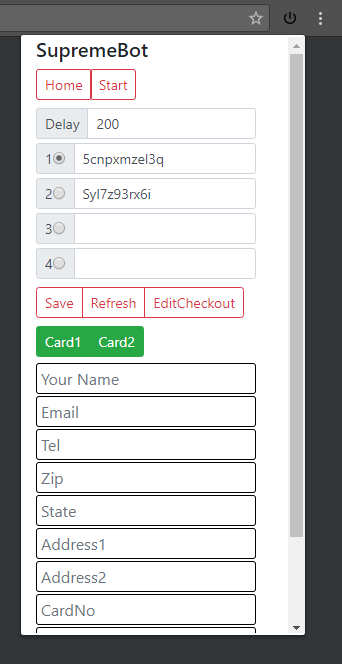 SupremeBot
Home Start
Delay 200
1 5cnpxmzel3q
2 Syl7z93rx6i
3
4
Save Refresh EditCheckout
Card1 Card2
Your Name
Email
Tel
Zip
State
Address1
Address2
CardNo